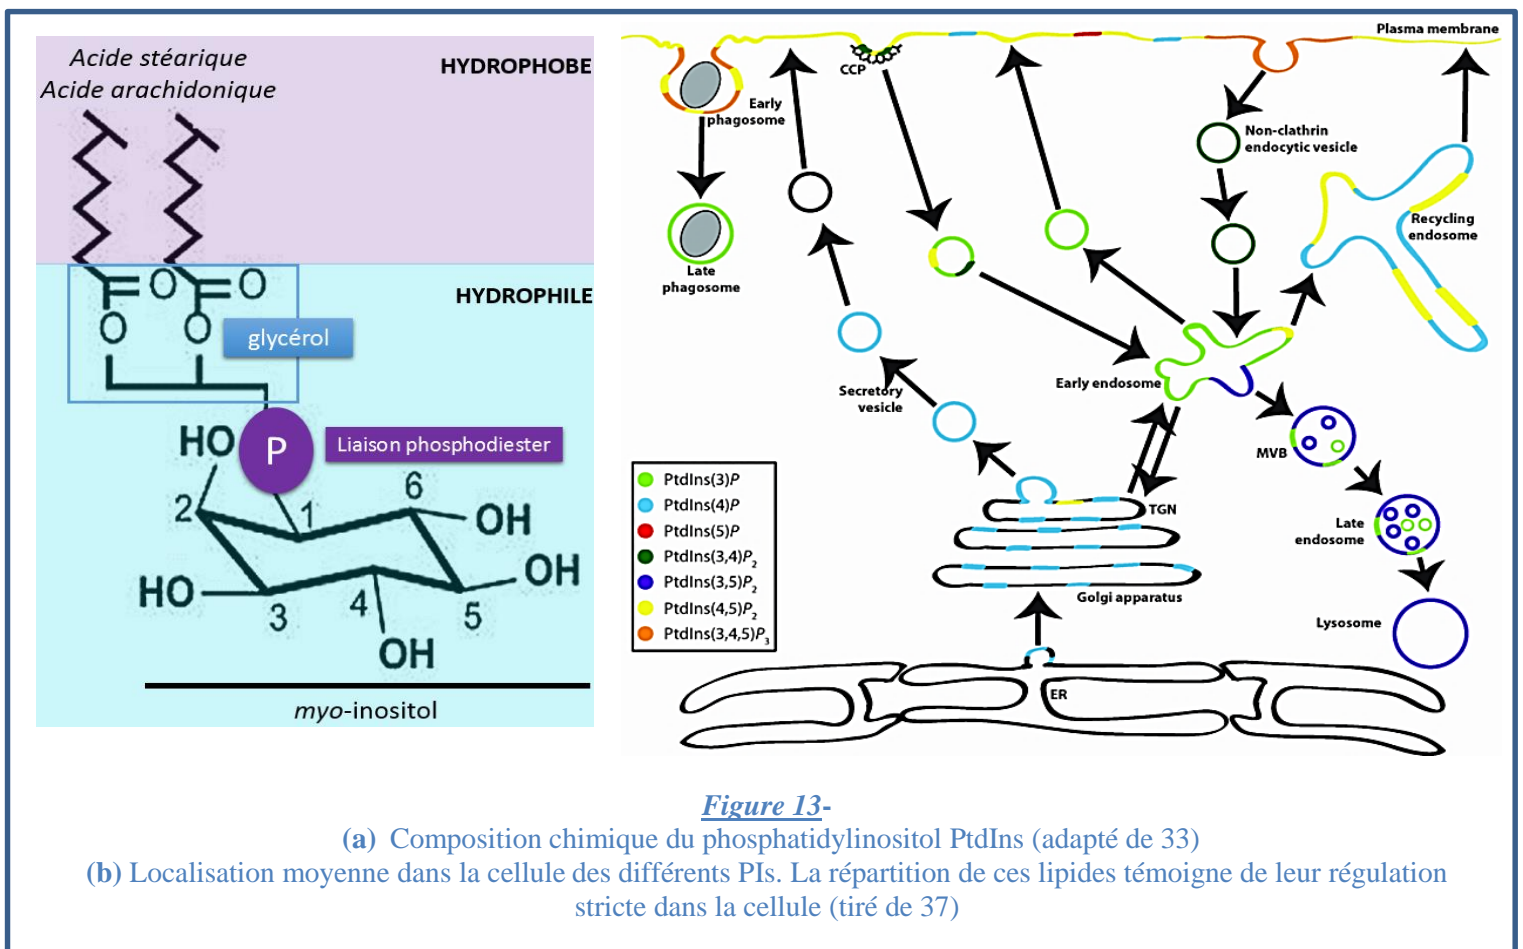 Acide stéarique
Acide arachidonique
HYDROPHOBE
HYDROPHILE
O
O
O
O
glycérol
HO
P
Liaison phosphodiester
2
1
6
OH
HO
3
4
5
OH
OH
myo-inositol
Plasma membrane
CCP
Early
phagosome
Late
phagosome
Non-clathrin
endocytic vesicle
Recycling
endosome
Early endosome
Secretory
vesicle
MVB
Late
endosome
Lysosome
TGN
Golgi apparatus
ER
PtdIns(3)P
PtdIns(4)P
PtdIns(5)P
PtdIns(3,4)P2
PtdIns(3,5)P2
PtdIns(4,5)P2
PtdIns(3,4,5)P3
Figure 13-
(a) Composition chimique du phosphatidylinositol PtdIns (adapté de 33)
(b) Localisation moyenne dans la cellule des différents PIs. La répartition de ces lipides témoigne de leur régulation
stricte dans la cellule (tiré de 37)